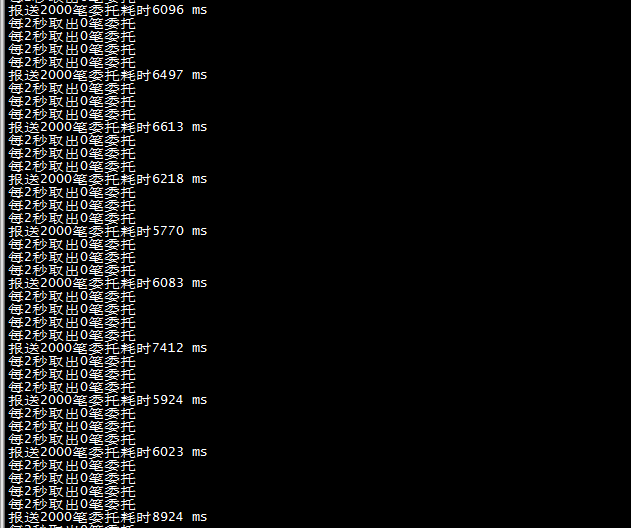 报送2000笔委托耗时6096 ms
每2秒取出0笔委托
每2秒取出0笔委托
每2秒取出0笔委托
每2秒取出0笔委托
报送2000笔委托耗时6497 ms
每2秒取出0笔委托
每2秒取出0笔委托
每2秒取出0笔委托
报送2000笔委托耗时6613 ms
每2秒取出0笔委托
每2秒取出0笔委托
每2秒取出0笔委托
报送2000笔委托耗时6218 ms
每2秒取出0笔委托
每2秒取出0笔委托
每2秒取出0笔委托
报送2000笔委托耗时5770 ms
每2秒取出0笔委托
每2秒取出0笔委托
每2秒取出0笔委托
报送2000笔委托耗时6083 ms
每2秒取出0笔委托
每2秒取出0笔委托
每2秒取出0笔委托
每2秒取出0笔委托
报送2000笔委托耗时7412 ms
每2秒取出0笔委托
每2秒取出0笔委托
每2秒取出0笔委托
报送2000笔委托耗时5924 ms
每2秒取出0笔委托
每2秒取出0笔委托
每2秒取出0笔委托
报送2000笔委托耗时6023 ms
每2秒取出0笔委托
每2秒取出0笔委托
每2秒取出0笔委托
每2秒取出0笔委托
报送2000笔委托耗时8924 ms